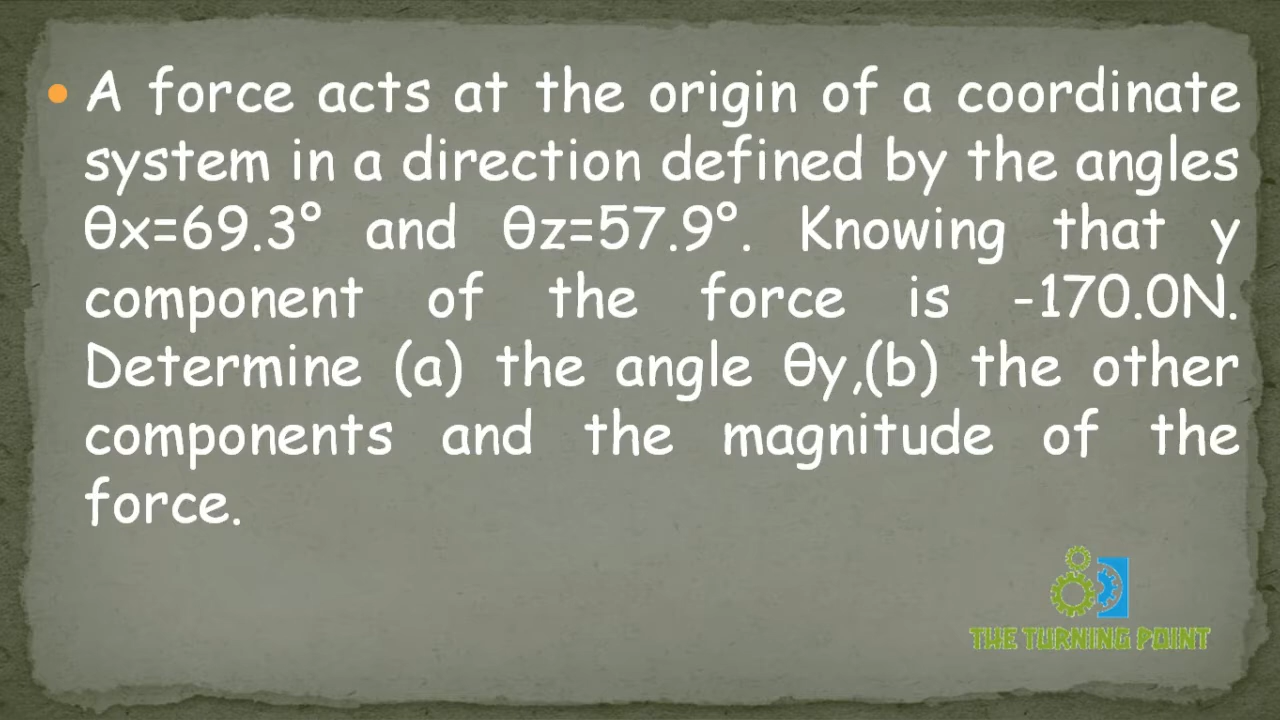 A force acts at the origin of a coordinate
system in a direction defined by the angles
θx=69.3° and θz=57.9°. Knowing that y
component of the force is -170.0N.
Determine (a) the angle θy,(b) the other
components and the magnitude of the
force.
THE TURNING POINT